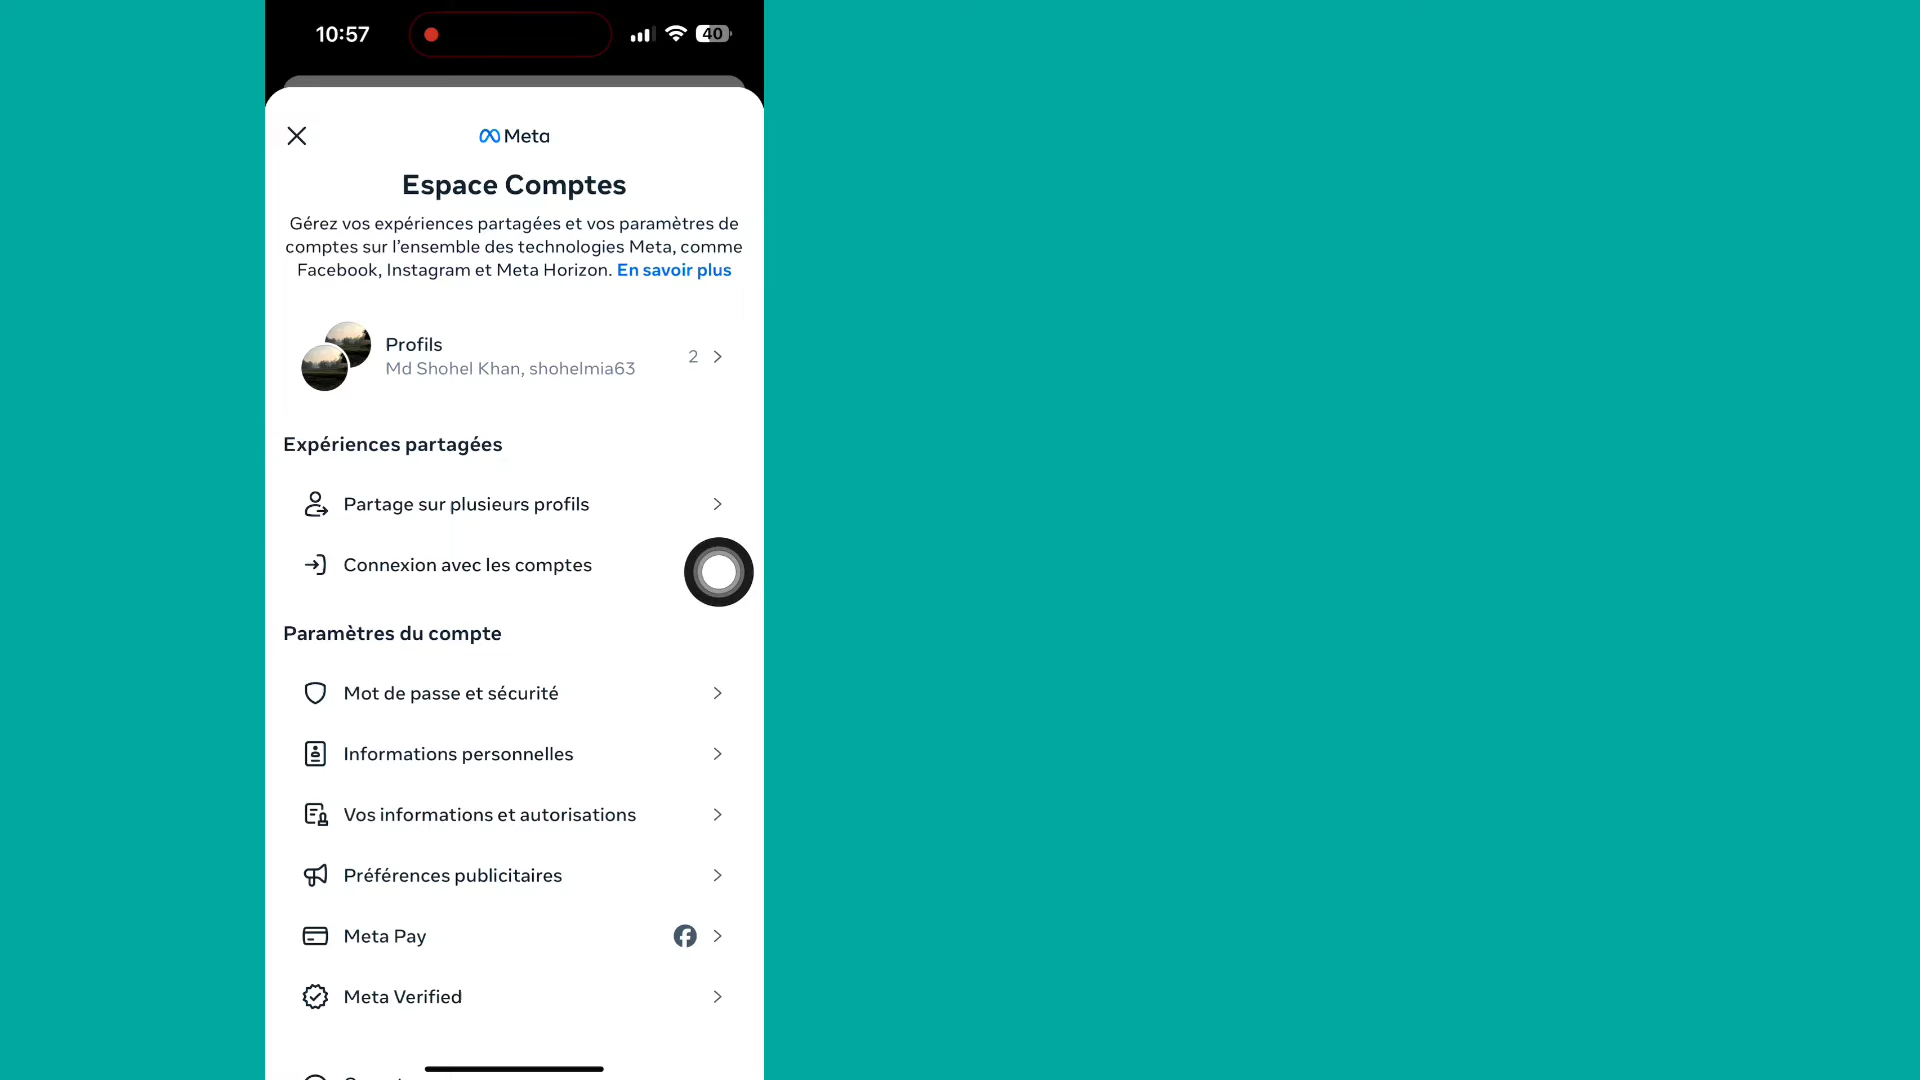 10:57
40
Meta
Espace Comptes
Gérez vos expériences partagées et vos paramètres de
comptes sur l’ensemble des technologies Meta, comme
Facebook, Instagram et Meta Horizon. En savoir plus
Profils
Md Shohel Khan, shohelmia63
2
Expériences partagées
Partage sur plusieurs profils
Connexion avec les comptes
Paramètres du compte
Mot de passe et sécurité
Informations personnelles
Vos informations et autorisations
Préférences publicitaires
Meta Pay
Meta Verified